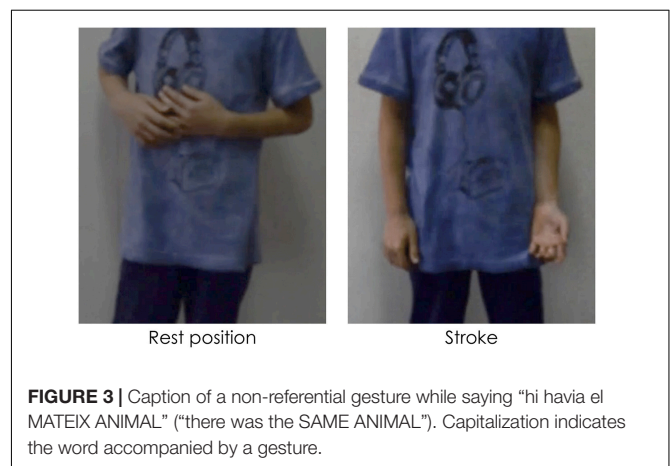 Rest position
Stroke
FIGURE 3 | Caption of a non-referential gesture while saying “hi havia el
MATEIX ANIMAL” (“there was the SAME ANIMAL”). Capitalization indicates
the word accompanied by a gesture.